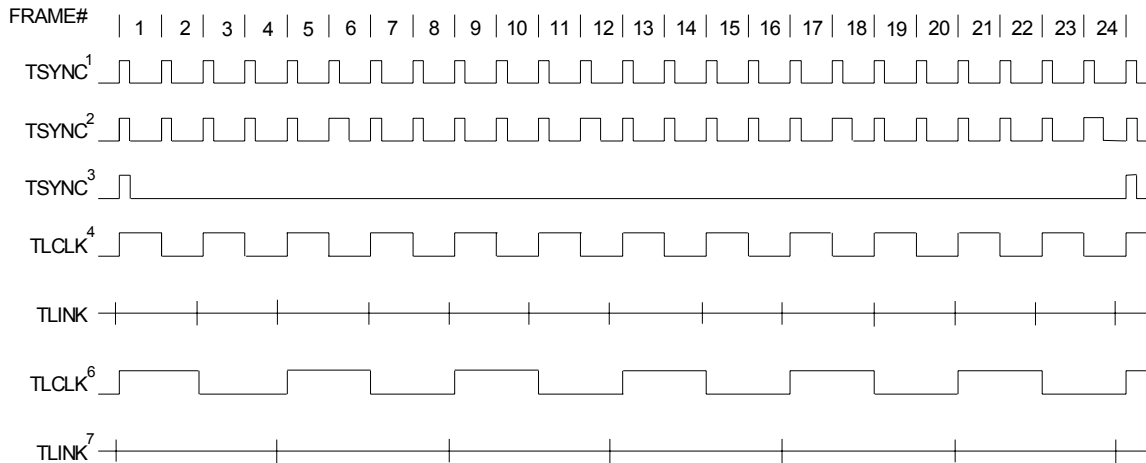 FRAME# | 1 | 2 | 3 | 4 | 5 | 6 | 7 | 8 | 9 | 10 | 11 | 12 | 13 | 14 | 15 | 16 | 17 | 18 | 19 | 20 | 21 | 22 | 23 | 24 |
TSYNC¹
TSYNC²
TSYNC³
TLCLK⁴
TLINK
TLCLK⁶
TLINK⁷